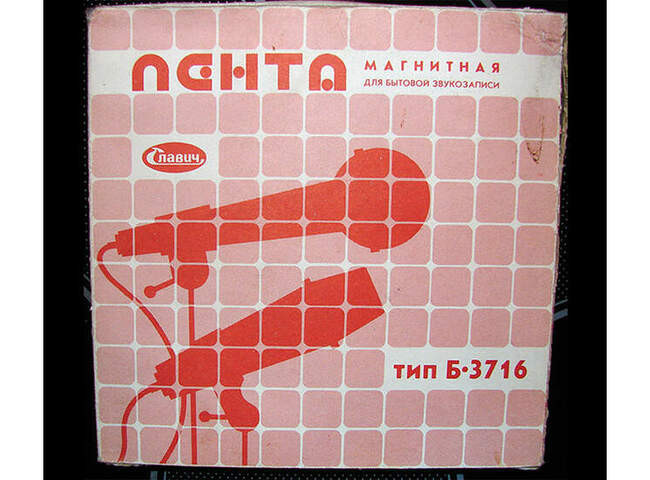 ЛЕНТА
МАГНИТНАЯ
ДЛЯ БЫТОВОЙ ЗВУКОЗАПИСИ
Славич
тип Б·3716